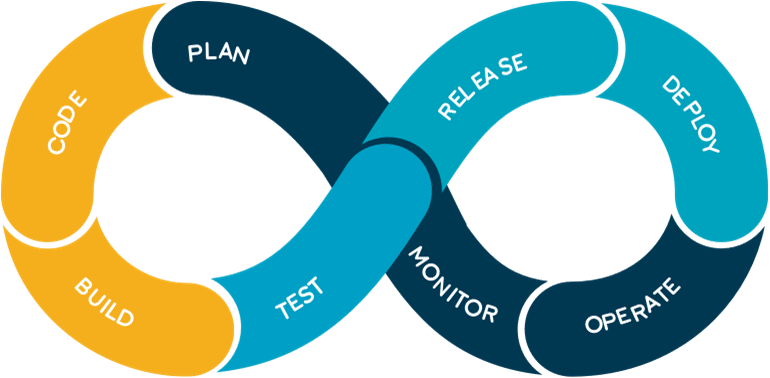 PLAN
CODE
BUILD
TEST
RELEASE
DEPLOY
OPERATE
MONITOR